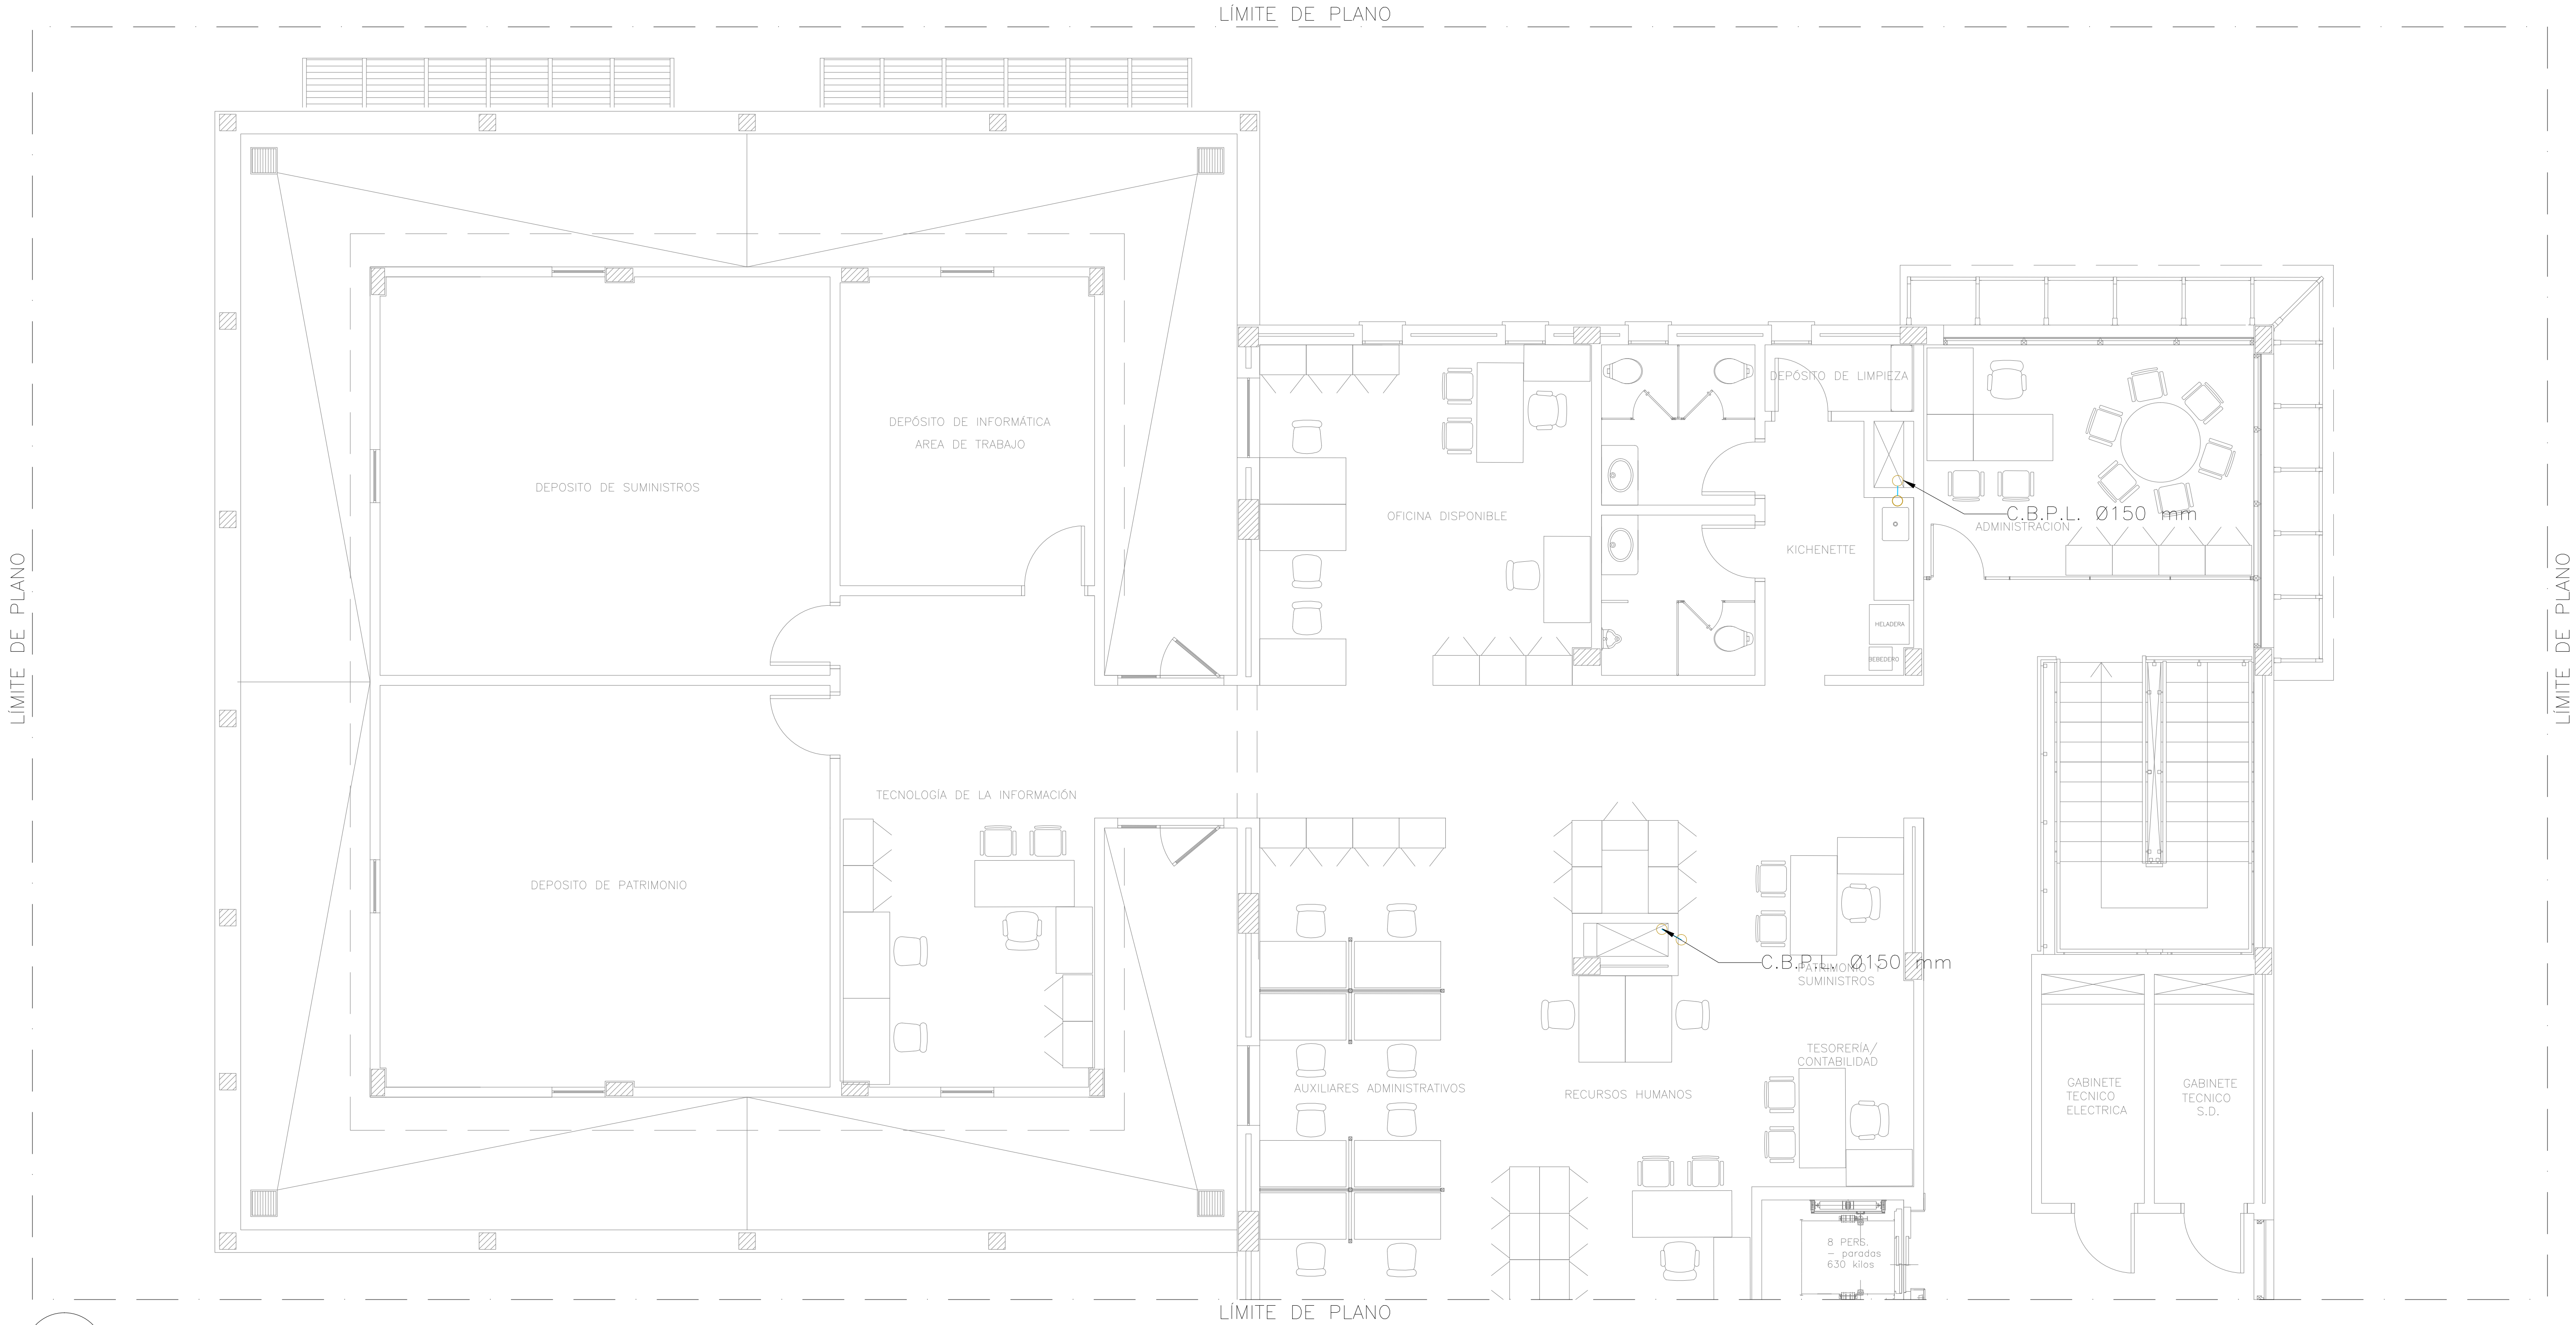 LÍMITE DE PLANO
DEPÓSITO DE LIMPIEZA
DEPÓSITO DE INFORMÁTICA
AREA DE TRABAJO
DEPOSITO DE SUMINISTROS
OFICINA DISPONIBLE
C.B.P.L. Ø150 mm
ADMINISTRACION
KICHENETTE
LÍMITE DE PLANO
LÍMITE DE PLANO
HELADERA
BEBEDERO
TECNOLOGÍA DE LA INFORMACIÓN
DEPOSITO DE PATRIMONIO
C.B.P.L. Ø150 mm
PATRIMONIO Y
SUMINISTROS
TESORERÍA/
CONTABILIDAD
AUXILIARES ADMINISTRATIVOS
RECURSOS HUMANOS
GABINETE
TECNICO
ELECTRICA
GABINETE
TECNICO
S.D.
8 PERS.
– paradas
630 kilos
LÍMITE DE PLANO